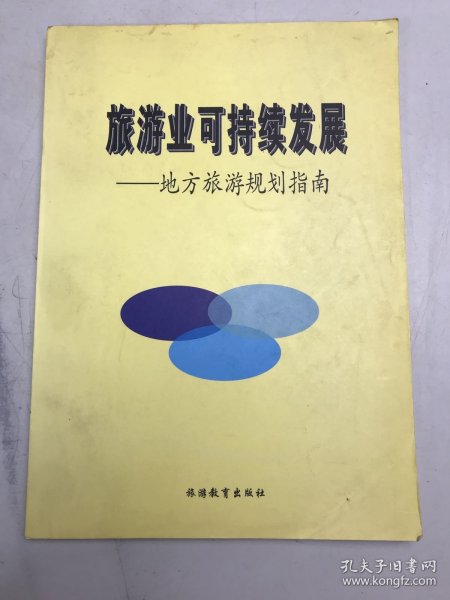 旅游业可持续发展
——地方旅游规划指南
旅游教育出版社
孔夫子旧书网
www.kongfz.com